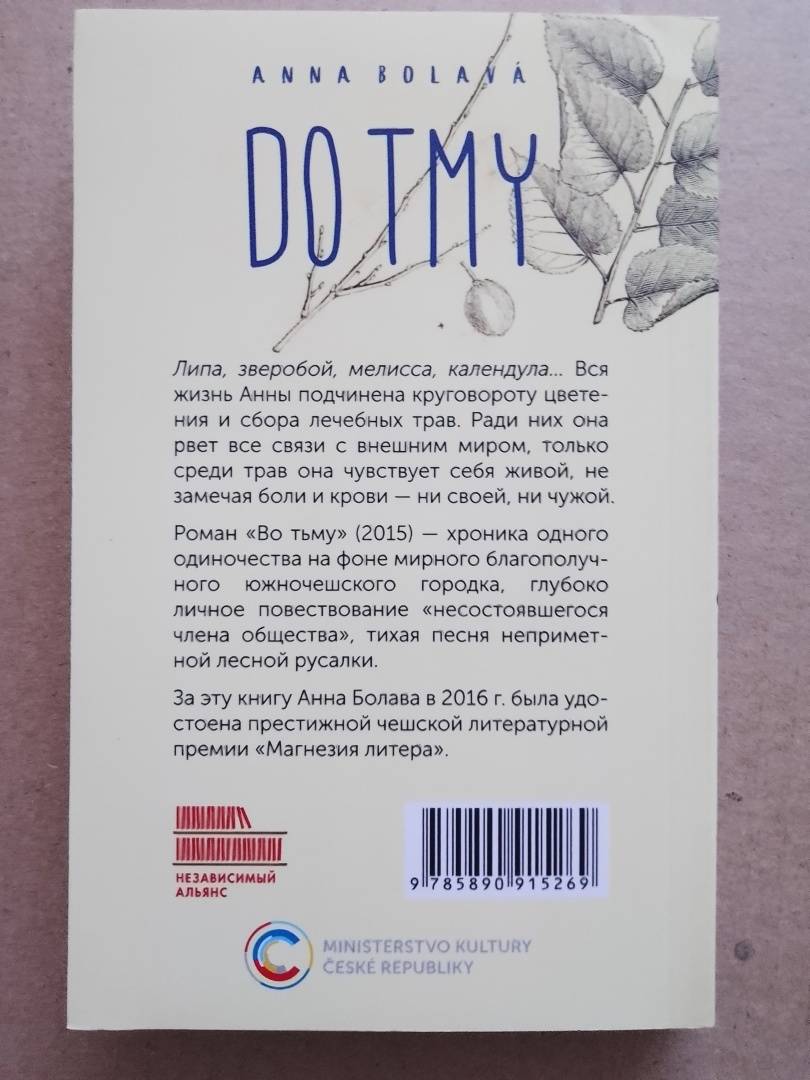 ANNA BOLAVÁ
DO TMY
Липа, зверобой, мелисса, календула... Вся
жизнь Анны подчинена круговороту цвете-
ния и сбора лечебных трав. Ради них она
рвет все связи с внешним миром, только
среди трав она чувствует себя живой, не
замечая боли и крови — ни своей, ни чужой.
Роман «Во тьму» (2015) — хроника одного
одиночества на фоне мирного благополуч-
ного южночешского городка, глубоко
личное повествование «несостоявшегося
члена общества», тихая песня непримет-
ной лесной русалки.
За эту книгу Анна Болава в 2016 г. была удо-
стоена престижной чешской литературной
премии «Магнезия литера».
НЕЗАВИСИМЫЙ
АЛЬЯНС
9 785890 915269
MINISTERSTVO KULTURY
ČESKÉ REPUBLIKY